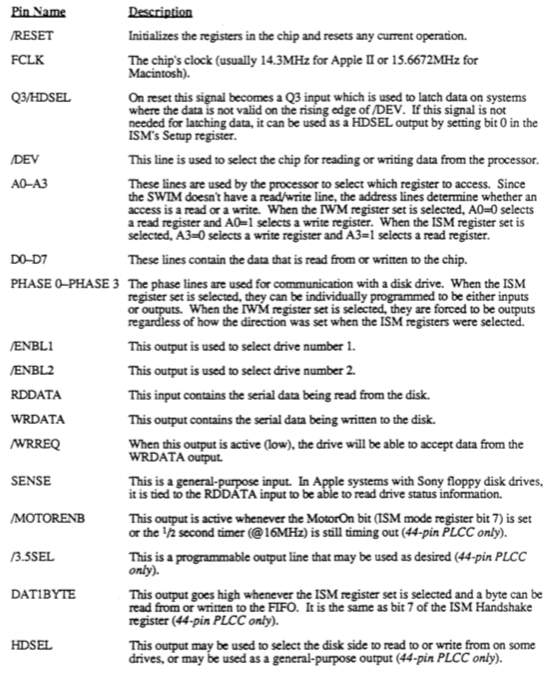 Pin Name Description
/RESET Initializes the registers in the chip and resets any current operation.
FCLK The chip's clock (usually 14.3MHz for Apple II or 15.6672MHz for
Macintosh).
Q3/HDSEL On reset this signal becomes a Q3 input which is used to latch data on systems
where the data is not valid on the rising edge of /DEV. If this signal is not
needed for latching data, it can be used as a HDSEL output by setting bit 0 in the
ISM's Setup register.
/DEV This line is used to select the chip for reading or writing data from the processor.
A0–A3 These lines are used by the processor to select which register to access. Since
the SWIM doesn't have a read/write line, the address lines determine whether an
access is a read or a write. When the IWM register set is selected, A0=0 selects
a read register and A0=1 selects a write register. When the ISM register set is
selected, A3=0 selects a write register and A3=1 selects a read register.
D0–D7 These lines contain the data that is read from or written to the chip.
PHASE 0–PHASE 3 The phase lines are used for communication with a disk drive. When the ISM
register set is selected, they can be individually programmed to be either inputs
or outputs. When the IWM register set is selected, they are forced to be outputs
regardless of how the direction was set when the ISM registers were selected.
/ENBL1 This output is used to select drive number 1.
/ENBL2 This output is used to select drive number 2.
RDDATA This input contains the serial data being read from the disk.
WRDATA This output contains the serial data being written to the disk.
/WRREQ When this output is active (low), the drive will be able to accept data from the
WRDATA output.
SENSE This is a general-purpose input. In Apple systems with Sony floppy disk drives,
it is tied to the RDDATA input to be able to read drive status information.
/MOTORENB This output is active whenever the MotorOn bit (ISM mode register bit 7) is set
or the 1/2 second timer (@16MHz) is still timing out (44-pin PLCC only).
/3.5SEL This is a programmable output line that may be used as desired (44-pin PLCC
only).
DAT1BYTE This output goes high whenever the ISM register set is selected and a byte can be
read from or written to the FIFO. It is the same as bit 7 of the ISM Handshake
register (44-pin PLCC only).
HDSEL This output may be used to select the disk side to read to or write from on some
drives, or may be used as a general-purpose output (44-pin PLCC only).